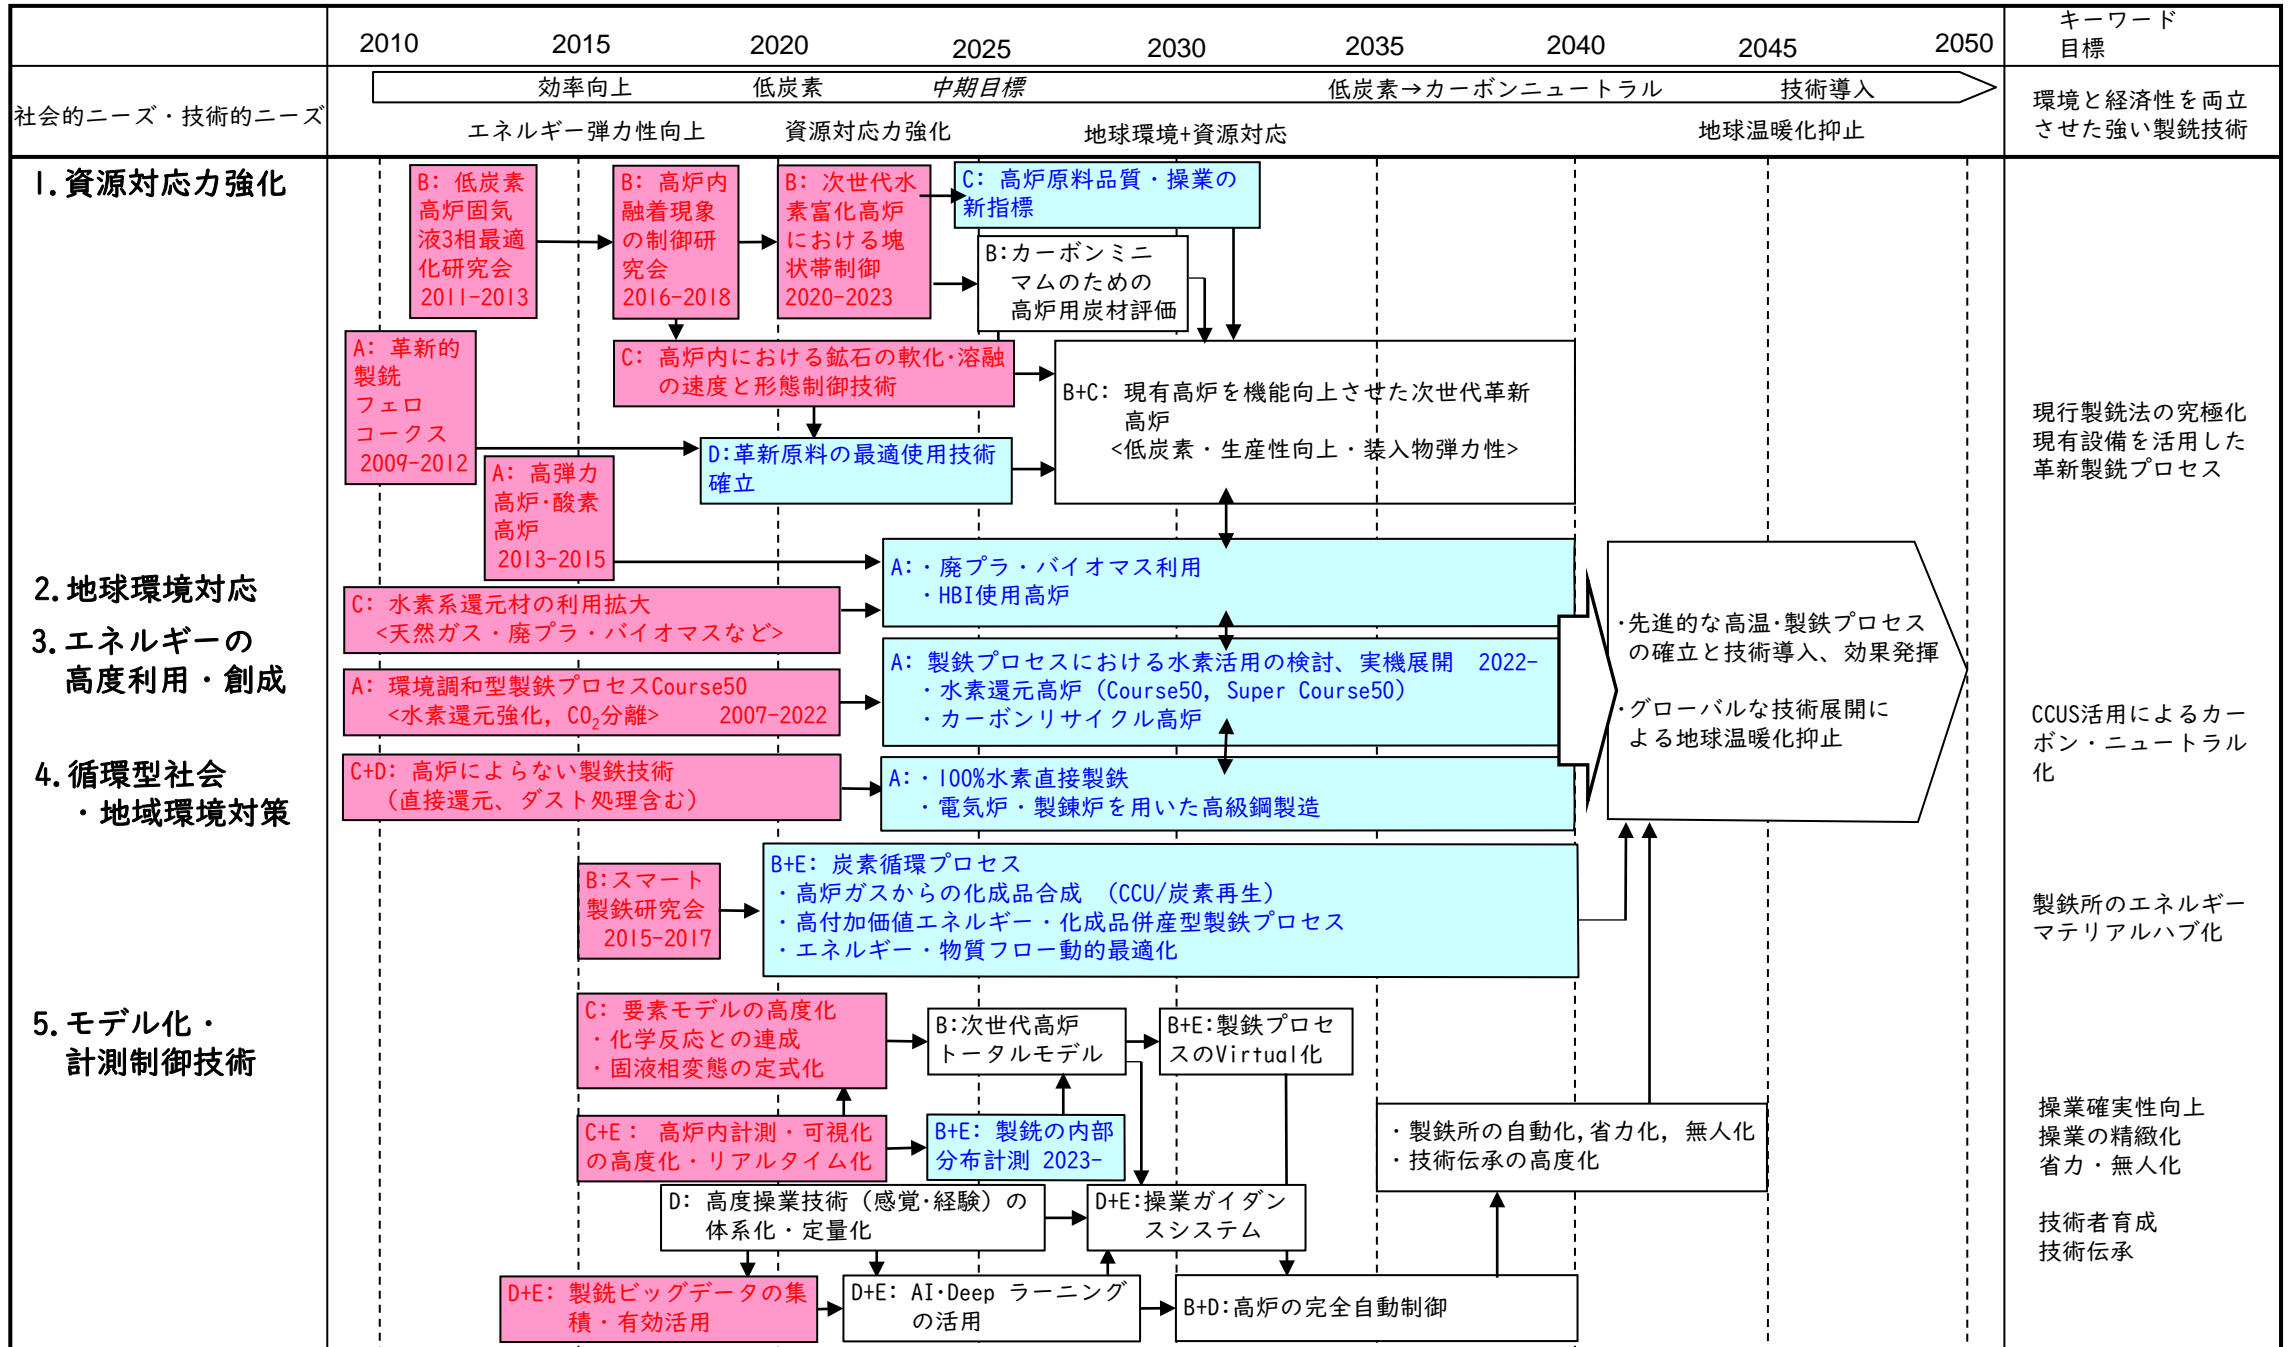 2010 2015 2020 2025 2030 2035 2040 2045 2050
キーワード
目標
社会的ニーズ・技術的ニーズ
効率向上 低炭素 中期目標 低炭素→カーボンニュートラル 技術導入
エネルギー弾力性向上 資源対応力強化 地球環境+資源対応 地球温暖化抑止
環境と経済性を両立
させた強い製銑技術
1.資源対応力強化
B: 低炭素
高炉固気
液3相最適
化研究会
2011-2013
B: 高炉内
融着現象
の制御研
究会
2016-2018
B: 次世代水
素富化高炉
における塊
状帯制御
2020-2023
C: 高炉原料品質・操業の
新指標
B:カーボンミニ
マムのための
高炉用炭材評価
A: 革新的
製銑
フェロ
コークス
2009-2012
C: 高炉内における鉱石の軟化・溶融
の速度と形態制御技術
B+C: 現有高炉を機能向上させた次世代革新
高炉
<低炭素・生産性向上・装入物弾力性>
D:革新原料の最適使用技術
確立
A: 高弾力
高炉・酸素
高炉
2013-2015
現行製銑法の究極化
現有設備を活用した
革新製銑プロセス
2.地球環境対応
3.エネルギーの
高度利用・創成
4.循環型社会
・地域環境対策
A:・廃プラ・バイオマス利用
・HBI使用高炉
C: 水素系還元材の利用拡大
<天然ガス・廃プラ・バイオマスなど>
A: 製鉄プロセスにおける水素活用の検討、実機展開 2022-
・水素還元高炉(Course50, Super Course50)
・カーボンリサイクル高炉
A: 環境調和型製鉄プロセスCourse50
<水素還元強化, CO2分離> 2007-2022
C+D: 高炉によらない製鉄技術
(直接還元、ダスト処理含む)
A:・100%水素直接製鉄
・電気炉・製錬炉を用いた高級鋼製造
・先進的な高温・製鉄プロセス
の確立と技術導入、効果発揮
・グローバルな技術展開に
よる地球温暖化抑止
CCUS活用によるカー
ボン・ニュートラル
化
B:スマート
製鉄研究会
2015-2017
B+E: 炭素循環プロセス
・高炉ガスからの化成品合成 (CCU/炭素再生)
・高付加価値エネルギー・化成品併産型製鉄プロセス
・エネルギー・物質フロー動的最適化
製鉄所のエネルギー
マテリアルハブ化
5.モデル化・
計測制御技術
C: 要素モデルの高度化
・化学反応との連成
・固液相変態の定式化
B:次世代高炉
トータルモデル
B+E:製鉄プロセ
スのVirtual化
C+E: 高炉内計測・可視化
の高度化・リアルタイム化
B+E: 製銑の内部
分布計測 2023-
・製鉄所の自動化,省力化, 無人化
・技術伝承の高度化
D: 高度操業技術(感覚・経験)の
体系化・定量化
D+E:操業ガイダン
スシステム
D+E: 製銑ビッグデータの集
積・有効活用
D+E: AI・Deep ラーニング
の活用
B+D:高炉の完全自動制御
操業確実性向上
操業の精緻化
省力・無人化
技術者育成
技術伝承